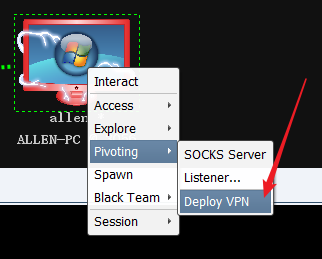 allen
ALLEN-PC
Interact
Access
Explore
Pivoting
Spawn
Black Team
Session
SOCKS Server
Listener...
Deploy VPN